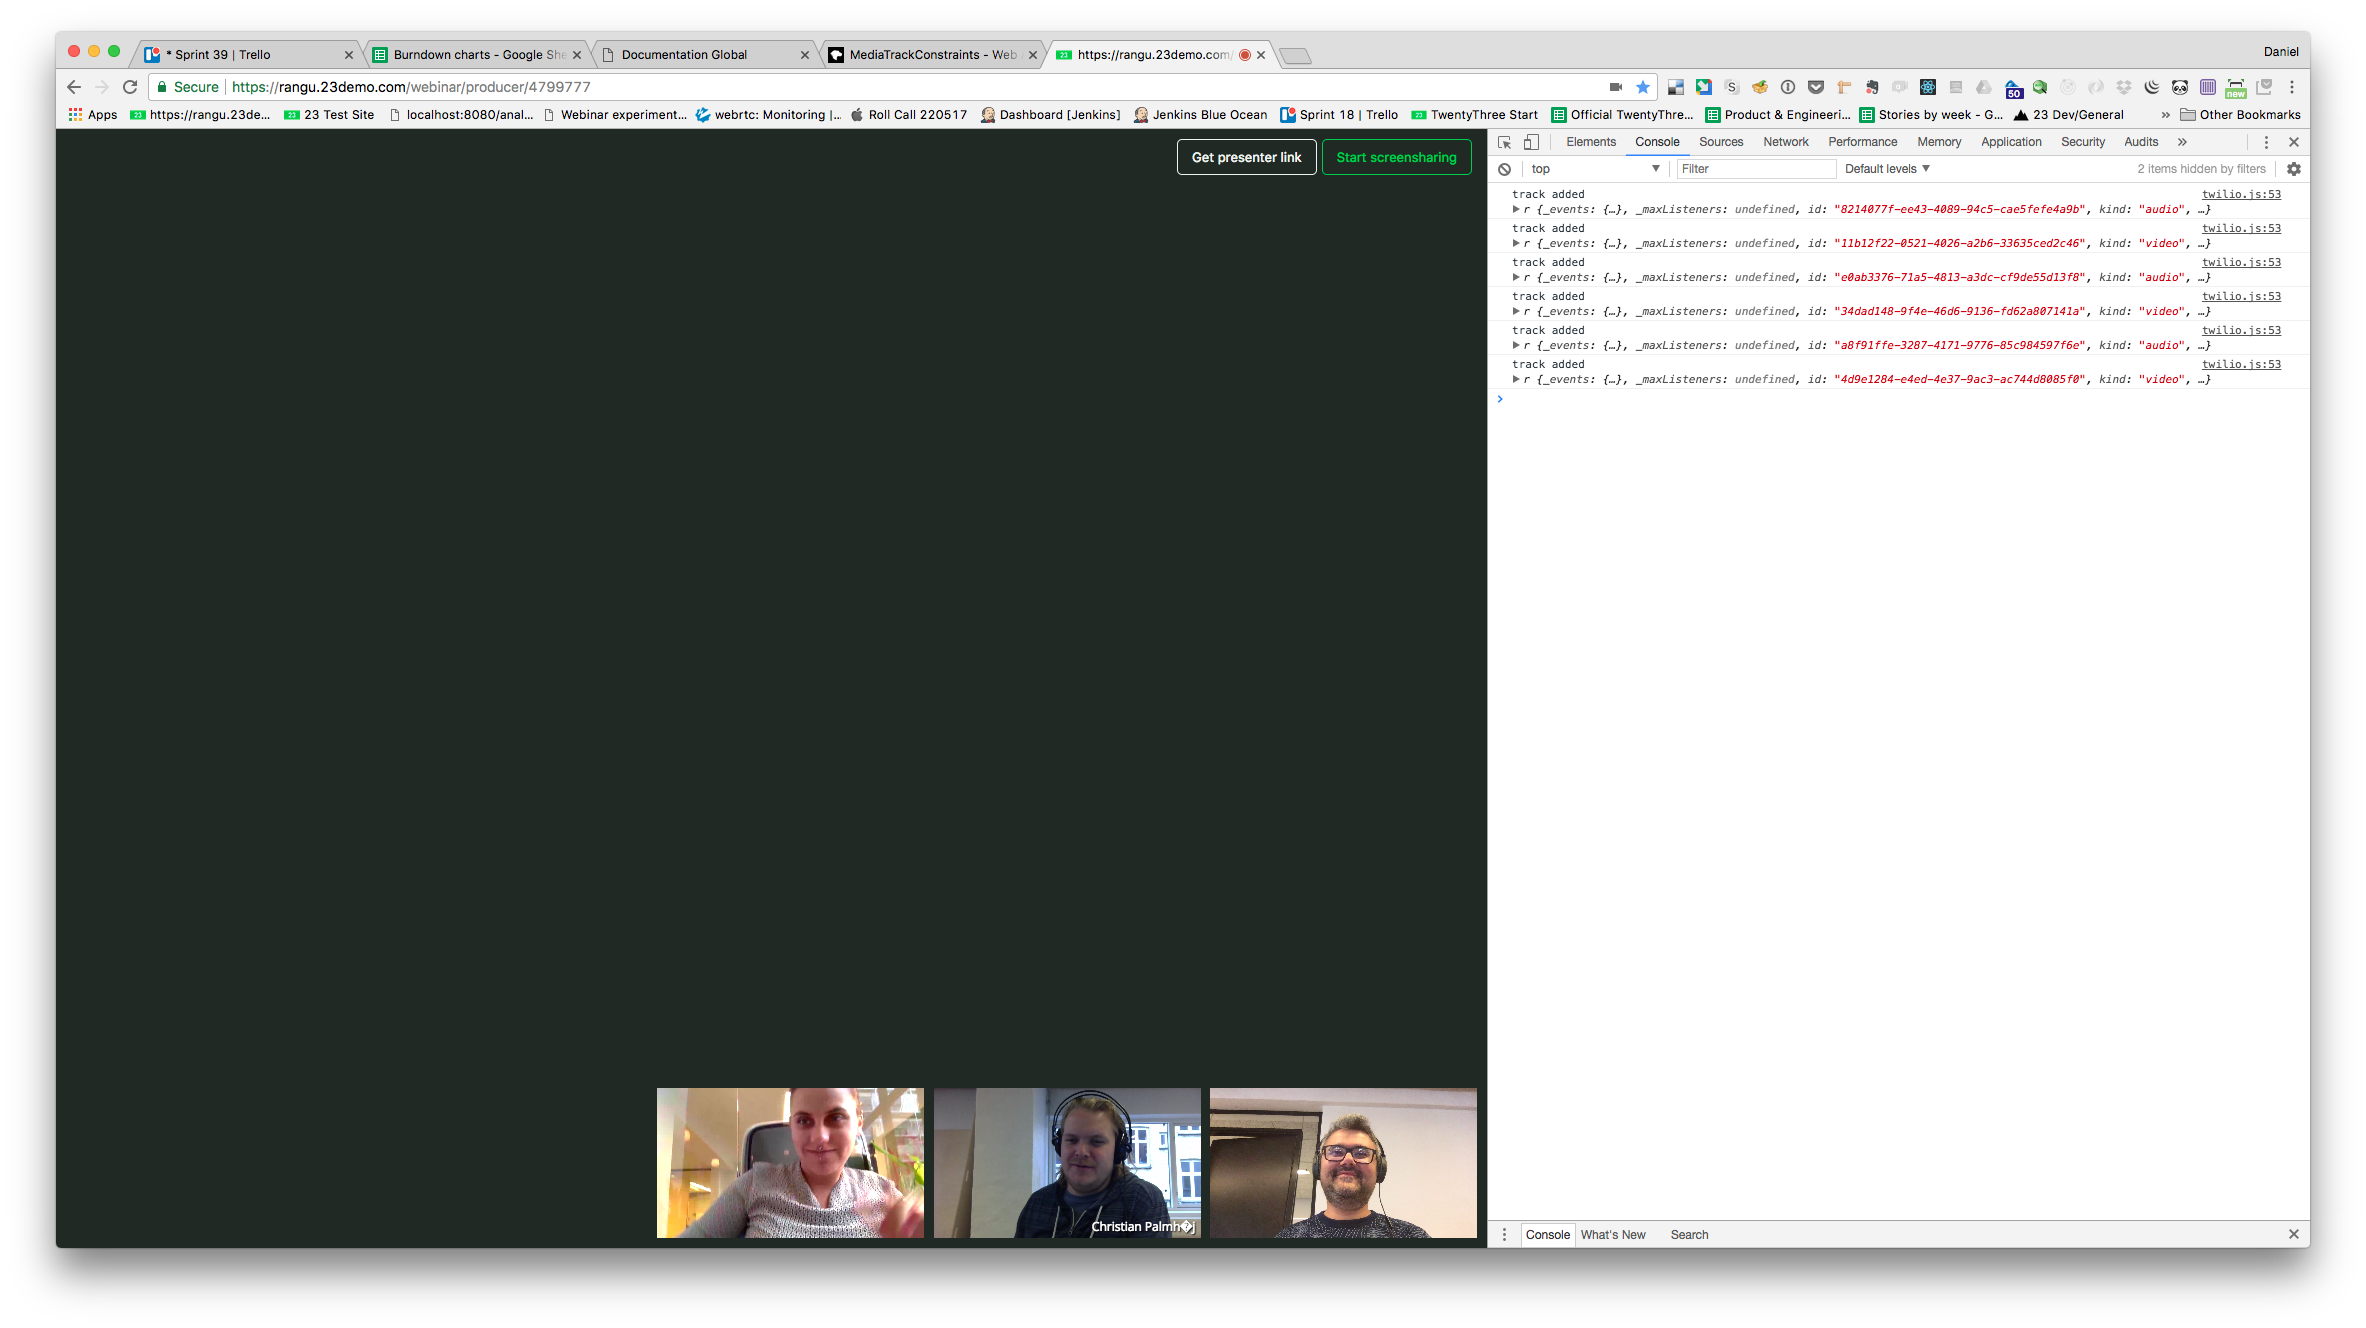 * Sprint 39 | Trello
Burndown charts - Google She
Documentation Global
MediaTrackConstraints - Web
https://rangu.23demo.com/
Daniel
Secure https://rangu.23demo.com/webinar/producer/4799777
Apps
https://rangu.23de...
23 Test Site
localhost:8080/anal...
Webinar experiment...
webrtc: Monitoring |...
Roll Call 220517
Dashboard [Jenkins]
Jenkins Blue Ocean
Sprint 18 | Trello
TwentyThree Start
Official TwentyThre...
Product & Engineeri...
Stories by week - G...
23 Dev/General
» Other Bookmarks
Get presenter link
Start screensharing
Elements Console Sources Network Performance Memory Application Security Audits »
top Filter Default levels ▼ 2 items hidden by filters
track added twilio.js:53
▶ r {_events: {…}, _maxListeners: undefined, id: "8214077f-ee43-4089-94c5-cae5fefe4a9b", kind: "audio", …}
track added twilio.js:53
▶ r {_events: {…}, _maxListeners: undefined, id: "11b12f22-0521-4026-a2b6-33635ced2c46", kind: "video", …}
track added twilio.js:53
▶ r {_events: {…}, _maxListeners: undefined, id: "e0ab3376-71a5-4813-a3dc-cf9de55d13f8", kind: "audio", …}
track added twilio.js:53
▶ r {_events: {…}, _maxListeners: undefined, id: "34dad148-9f4e-46d6-9136-fd62a807141a", kind: "video", …}
track added twilio.js:53
▶ r {_events: {…}, _maxListeners: undefined, id: "a8f91ffe-3287-4171-9776-85c984597f6e", kind: "audio", …}
track added twilio.js:53
▶ r {_events: {…}, _maxListeners: undefined, id: "4d9e1284-e4ed-4e37-9ac3-ac744d8085f0", kind: "video", …}
>
50
new
Christian Palmh�j
Console What's New Search